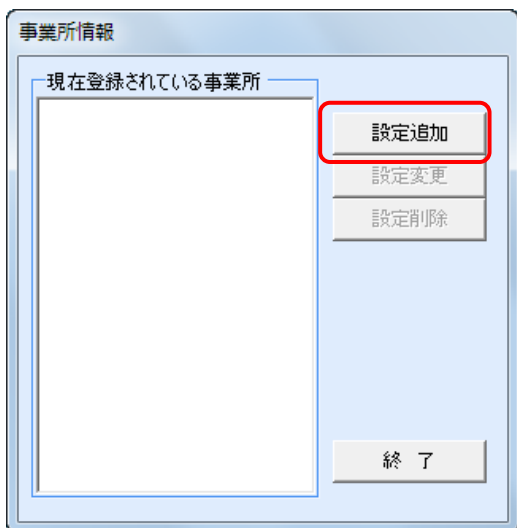 事業所情報
現在登録されている事業所
設定追加
設定変更
設定削除
終 了